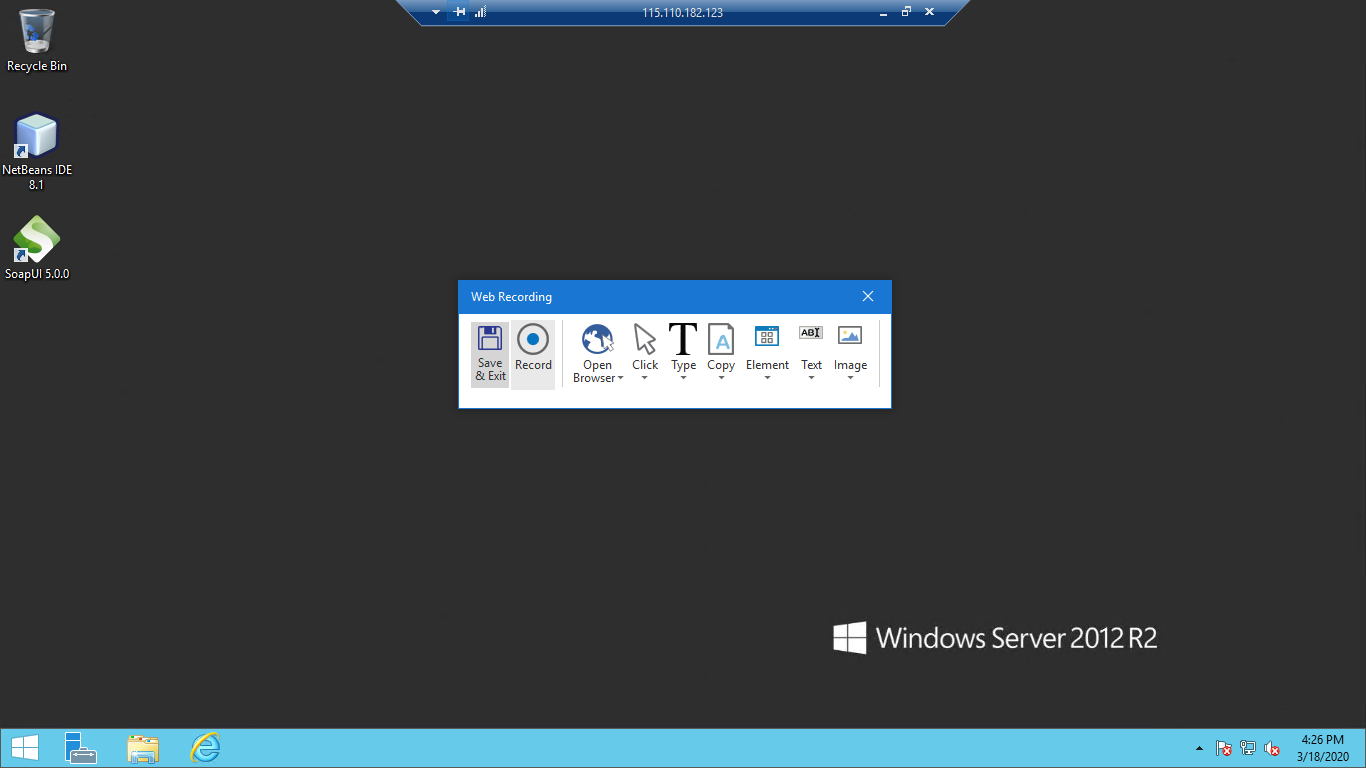 115.110.182.123
Recycle Bin
NetBeans IDE
8.1
SoapUI 5.0.0
Web Recording
Save
& Exit
Record
Open
Browser
Click
T
Type
A
Copy
Element
AB
Text
Image
Windows Server 2012 R2
4:26 PM
3/18/2020